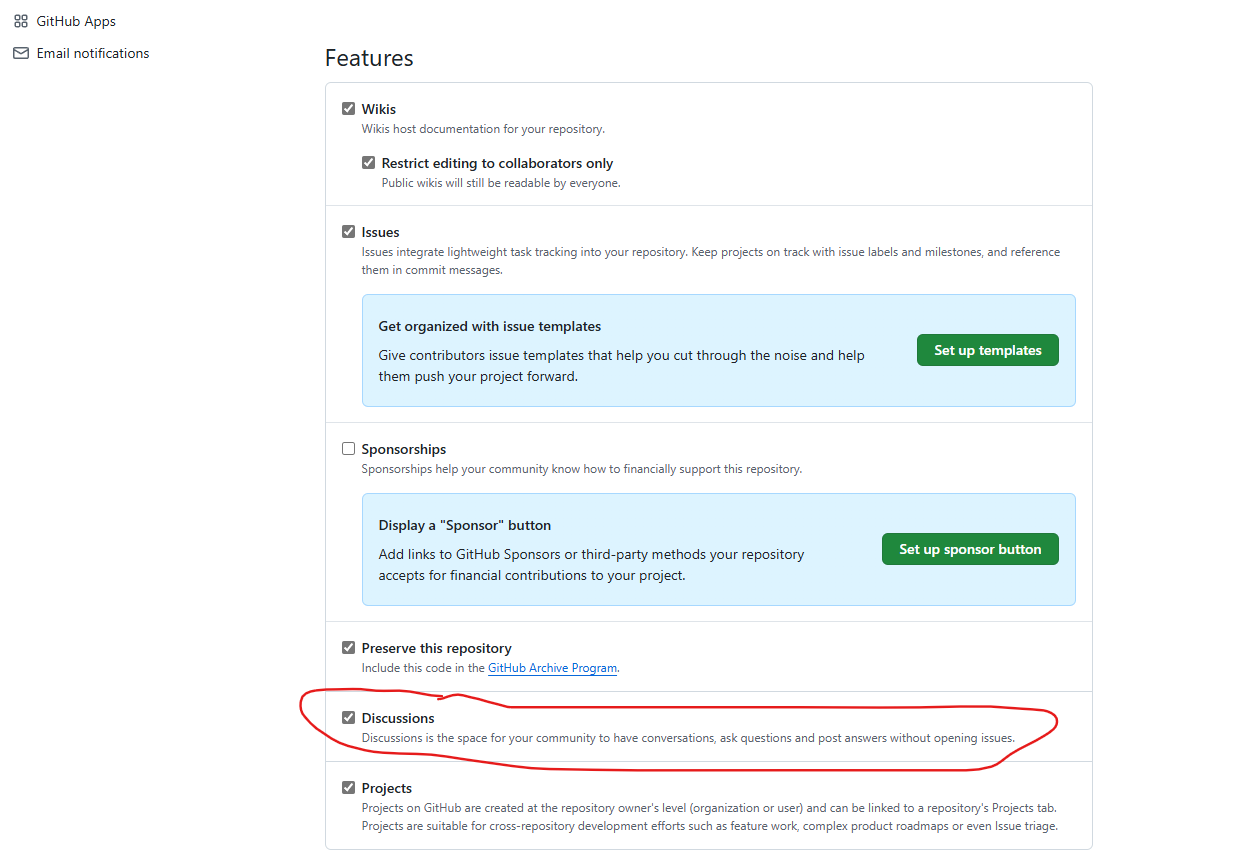 GitHub Apps
Email notifications
Features
Wikis
Wikis host documentation for your repository.
Restrict editing to collaborators only
Public wikis will still be readable by everyone.
Issues
Issues integrate lightweight task tracking into your repository. Keep projects on track with issue labels and milestones, and reference
them in commit messages.
Get organized with issue templates
Give contributors issue templates that help you cut through the noise and help
them push your project forward.
Set up templates
Sponsorships
Sponsorships help your community know how to financially support this repository.
Display a "Sponsor" button
Add links to GitHub Sponsors or third-party methods your repository
accepts for financial contributions to your project.
Set up sponsor button
Preserve this repository
Include this code in the GitHub Archive Program.
Discussions
Discussions is the space for your community to have conversations, ask questions and post answers without opening issues.
Projects
Projects on GitHub are created at the repository owner's level (organization or user) and can be linked to a repository's Projects tab.
Projects are suitable for cross-repository development efforts such as feature work, complex product roadmaps or even Issue triage.